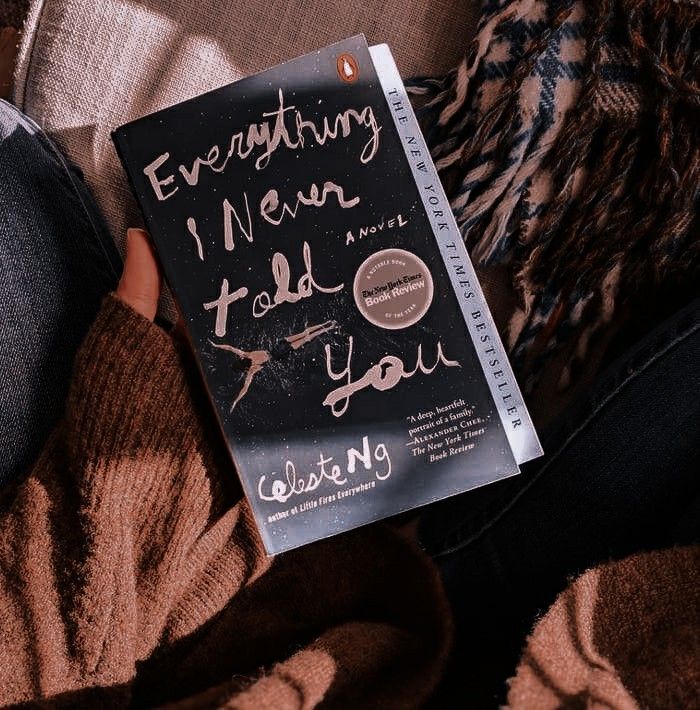 Everything
I Never
told
A NOVEL
You
A NOTABLE BOOK
The New York Times
Book Review
OF THE YEAR
"A deep, heartfelt
portrait of a family."
—ALEXANDER CHEE,
The New York Times
Book Review
Celeste Ng
author of Little Fires Everywhere
THE NEW YORK TIMES BESTSELLER